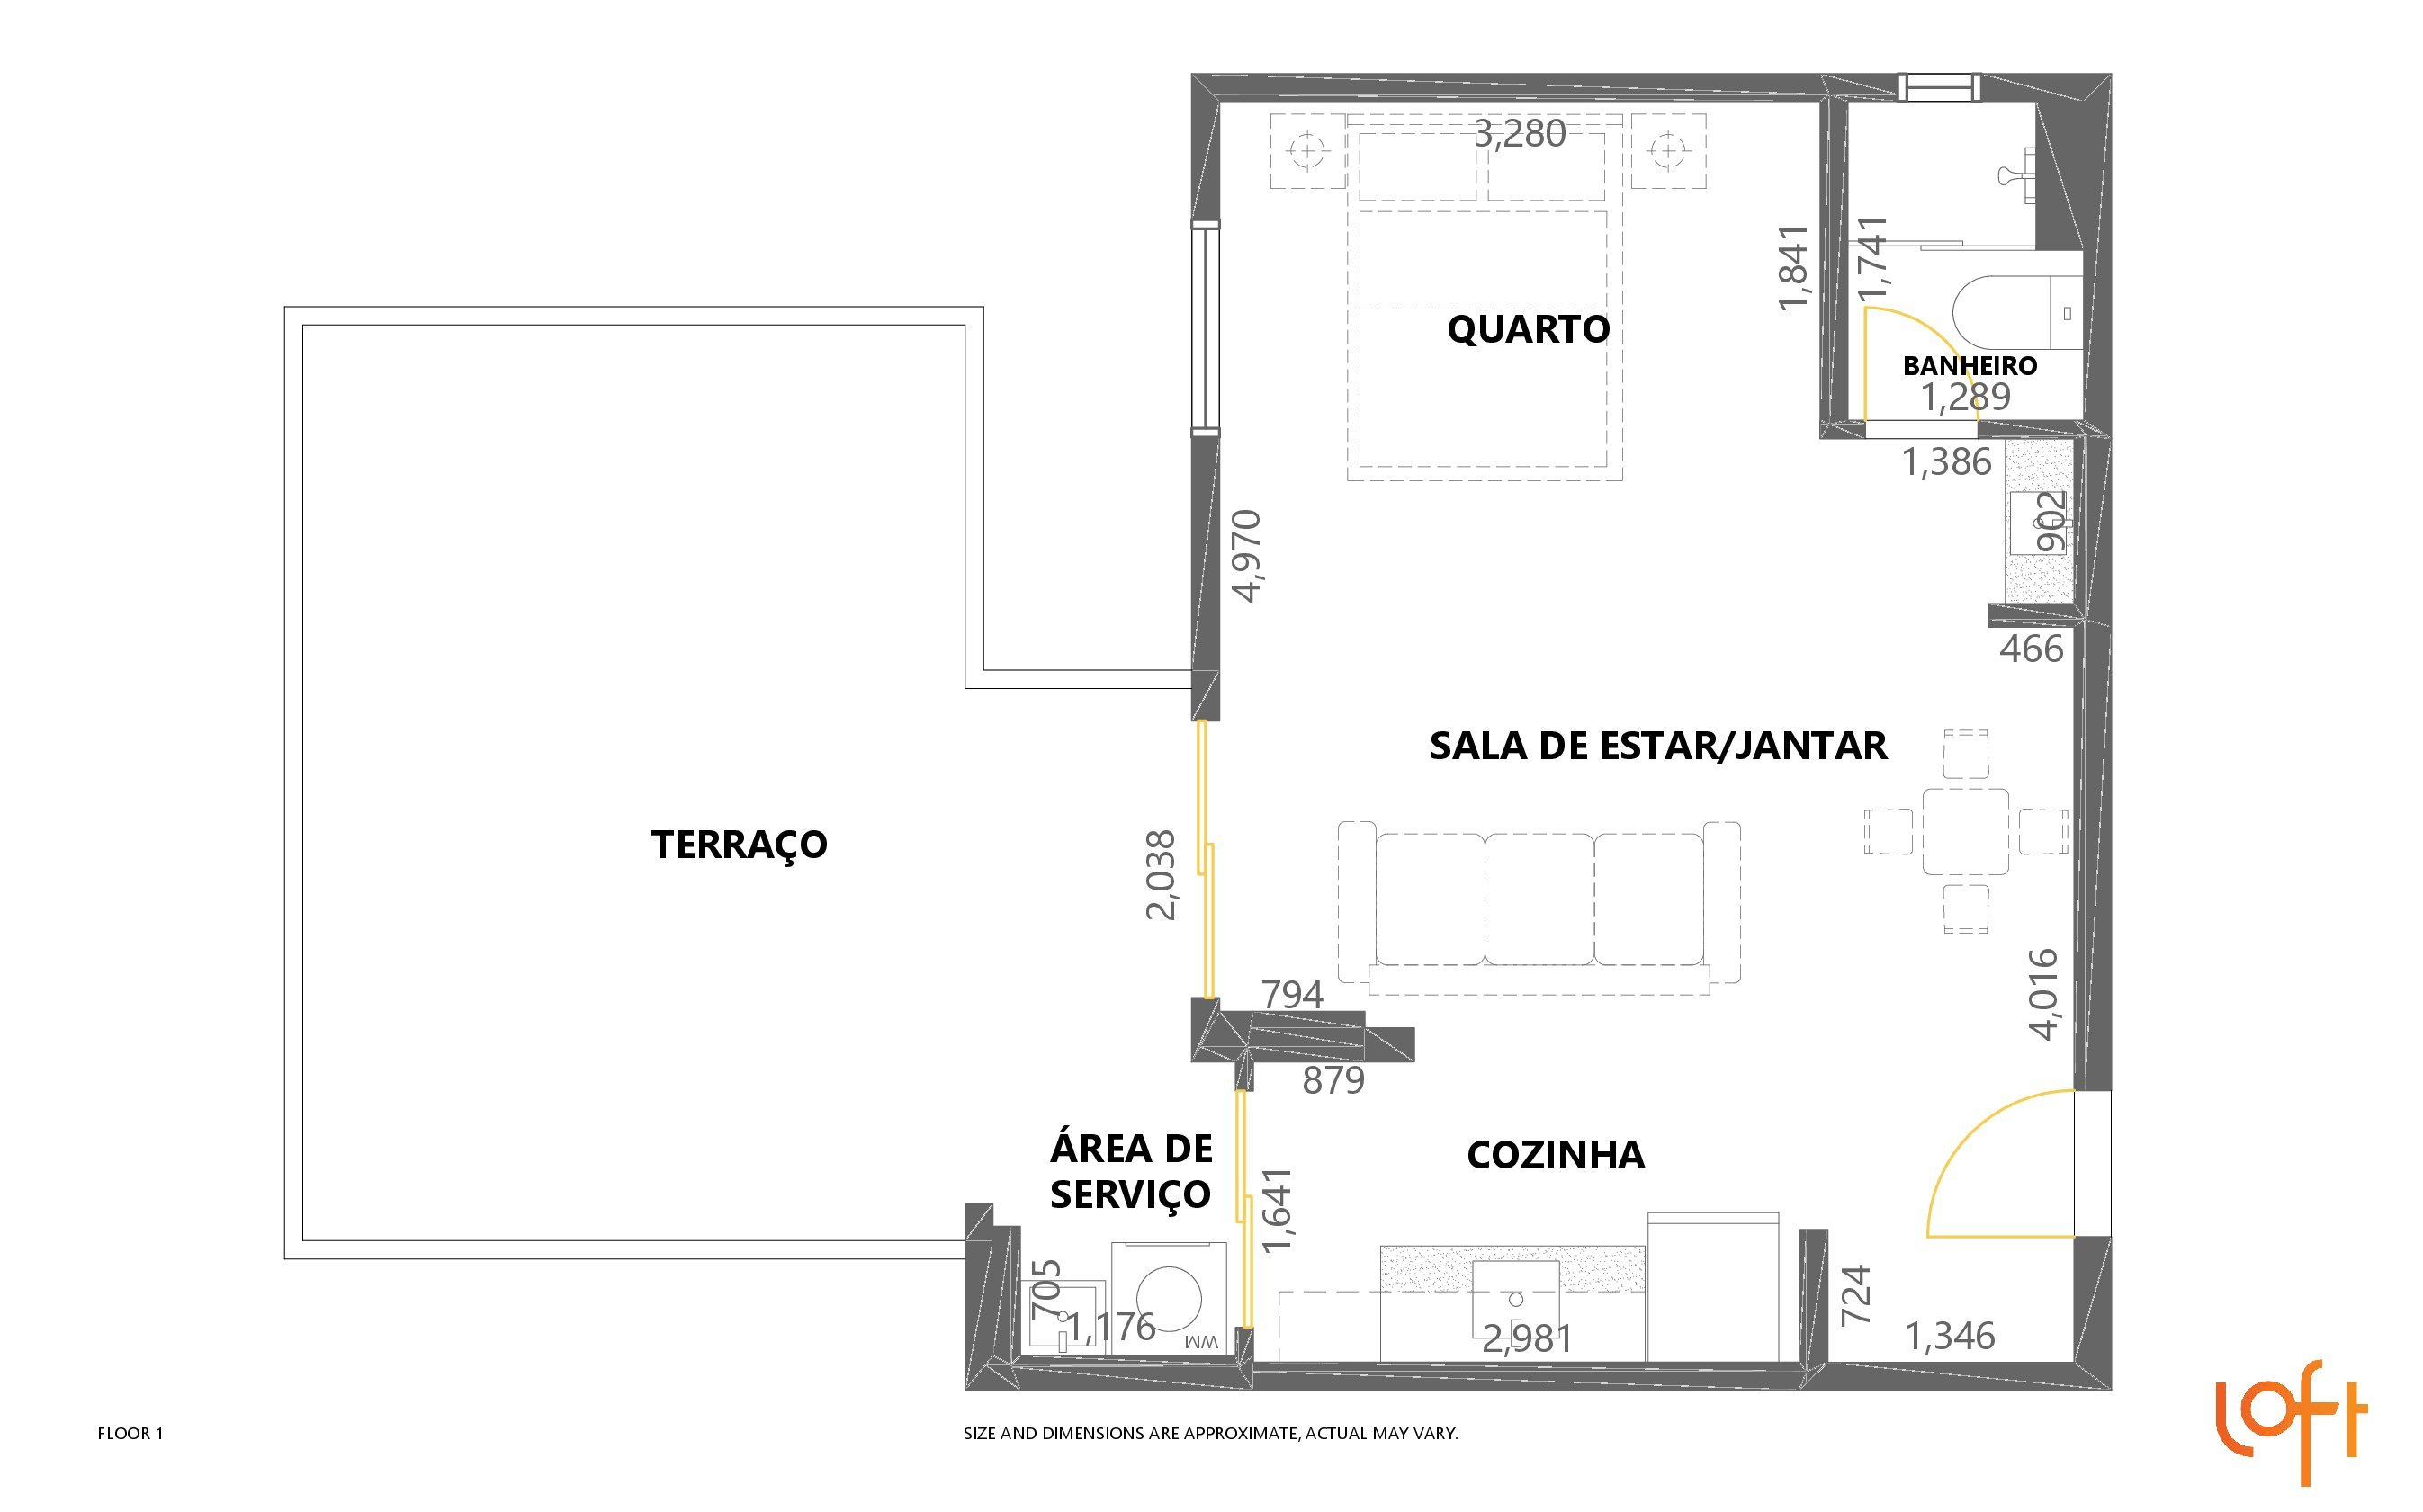 3,280
1,841
1,741
QUARTO
BANHEIRO
1,289
1,386
902
4,970
466
SALA DE ESTAR/JANTAR
TERRAÇO
2,038
794
4,016
879
ÁREA DE
SERVIÇO
COZINHA
1,641
705
1,176
WM
2,981
724
1,346
FLOOR 1
SIZE AND DIMENSIONS ARE APPROXIMATE, ACTUAL MAY VARY.
Loft